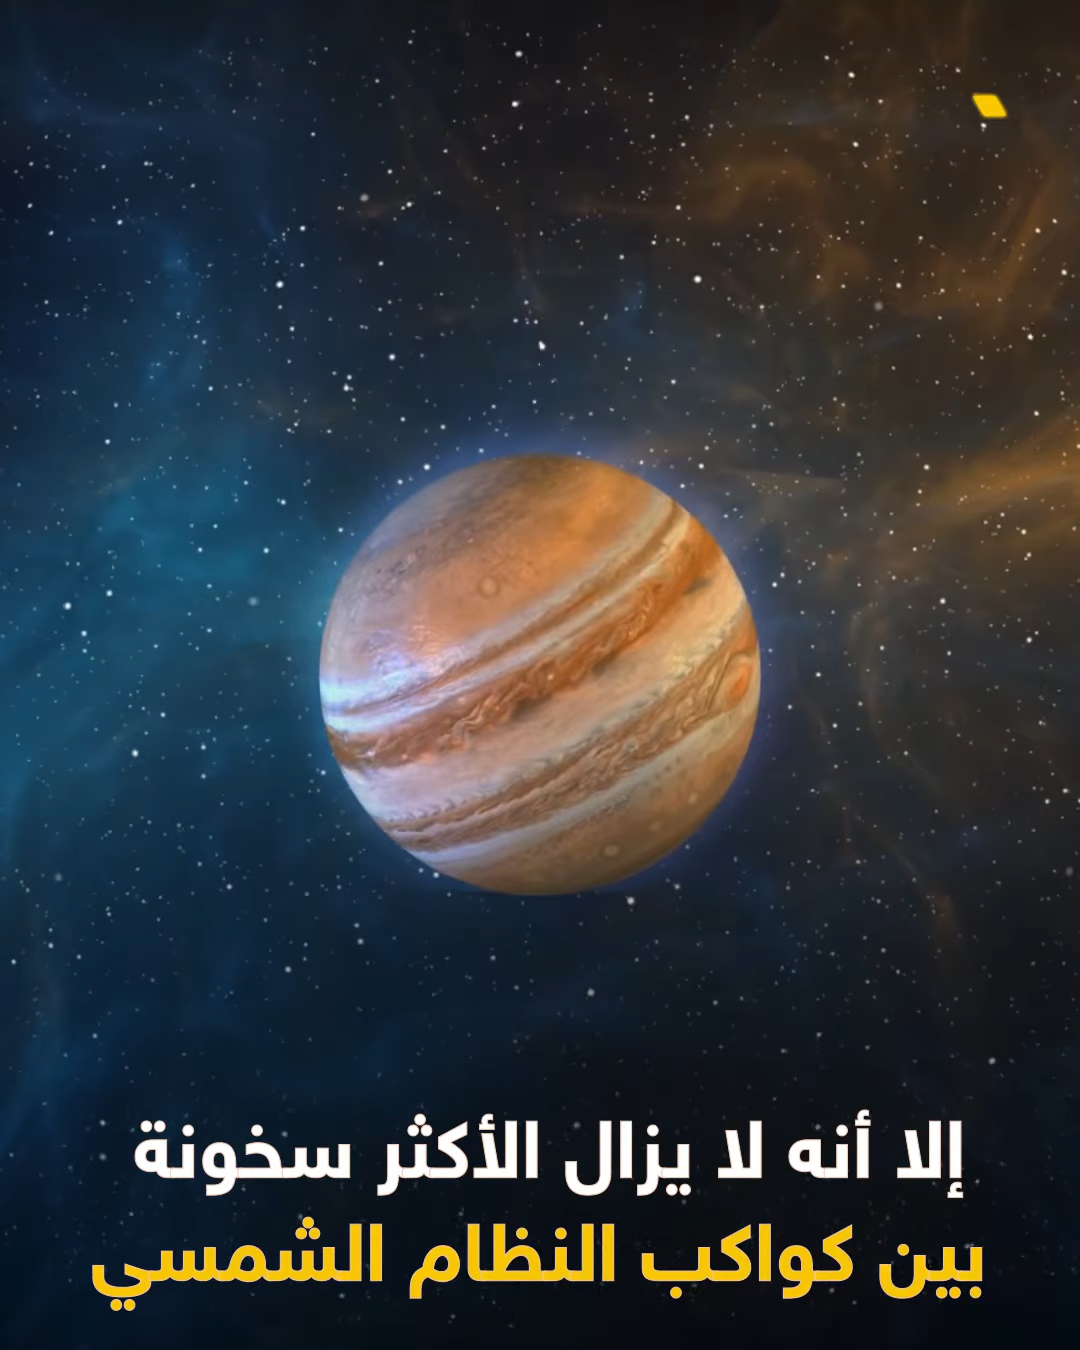 إلا أنه لا يزال الأكثر سخونة
بين كواكب النظام الشمسي